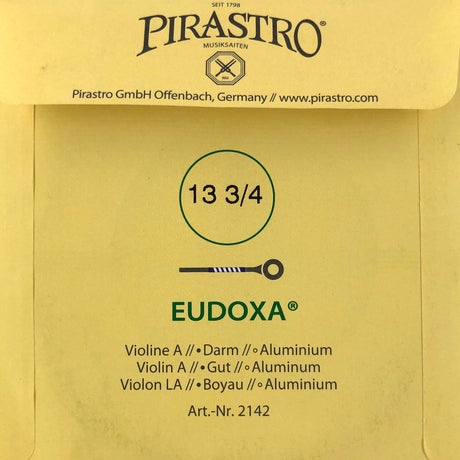 SEIT 1798
PIRASTRO®
MUSIKSAITEN
Pirastro GmbH Offenbach, Germany // www.pirastro.com
13 3/4
EUDOXA®
Violine A // • Darm // ∘ Aluminium
Violin A // • Gut // ∘ Aluminum
Violon LA // • Boyau // ∘ Aluminium
Art.-Nr. 2142